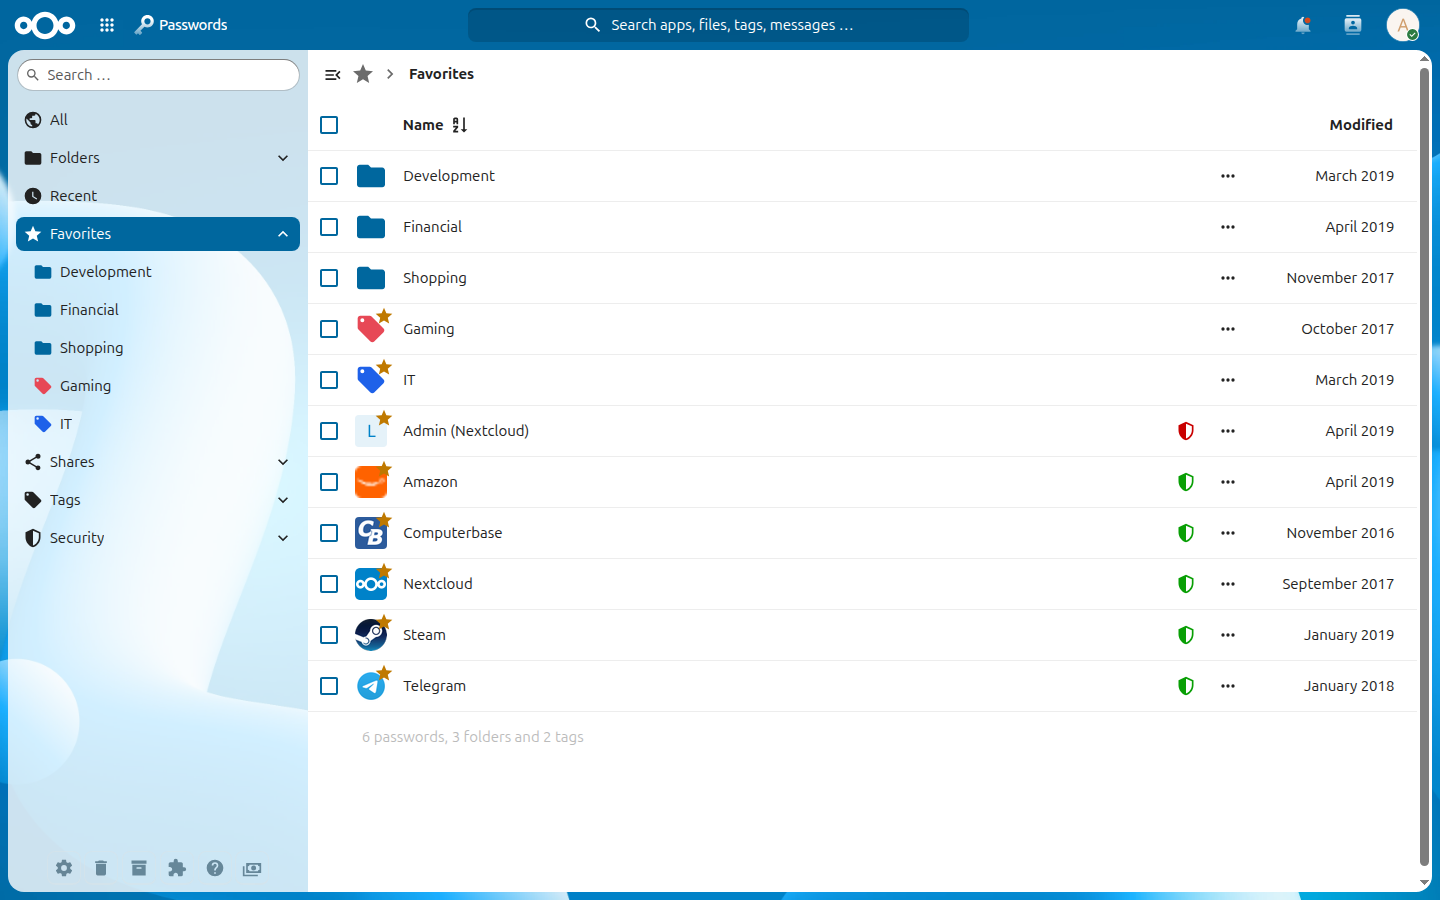 Passwords
Search apps, files, tags, messages …
A
Search …
All
Folders
Recent
Favorites
Development
Financial
Shopping
Gaming
IT
Shares
Tags
Security
Favorites
Name
Modified
Development
March 2019
Financial
April 2019
Shopping
November 2017
Gaming
October 2017
IT
March 2019
L
Admin (Nextcloud)
April 2019
Amazon
April 2019
CB
Computerbase
November 2016
Nextcloud
September 2017
Steam
January 2019
Telegram
January 2018
6 passwords, 3 folders and 2 tags